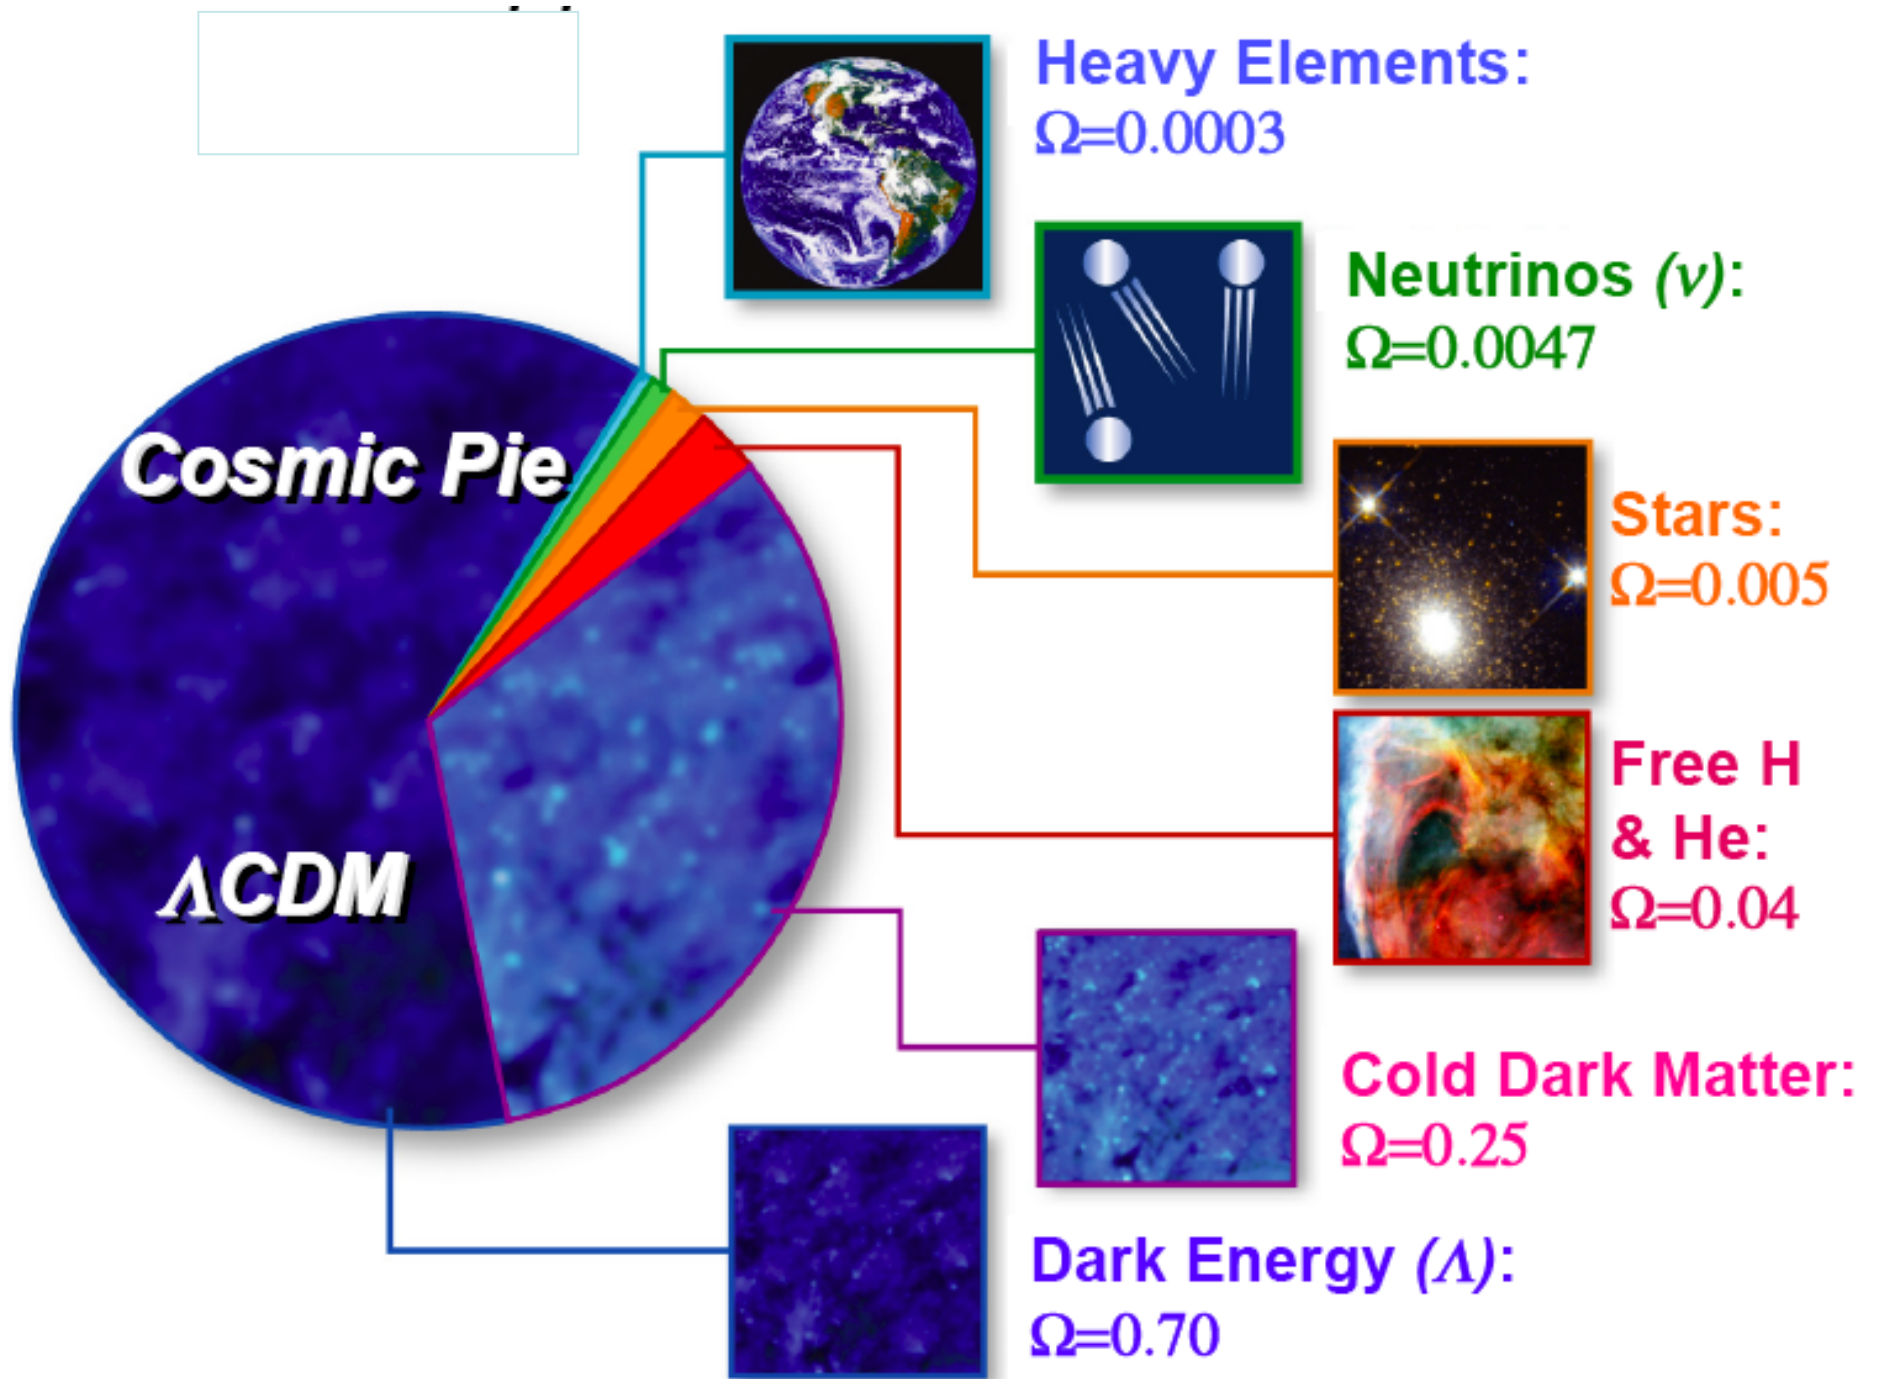 Heavy Elements:
Ω=0.0003
Neutrinos (ν):
Ω=0.0047
Stars:
Ω=0.005
Free H
& He:
Ω=0.04
Cold Dark Matter:
Ω=0.25
Dark Energy (Λ):
Ω=0.70
Cosmic Pie
ΛCDM